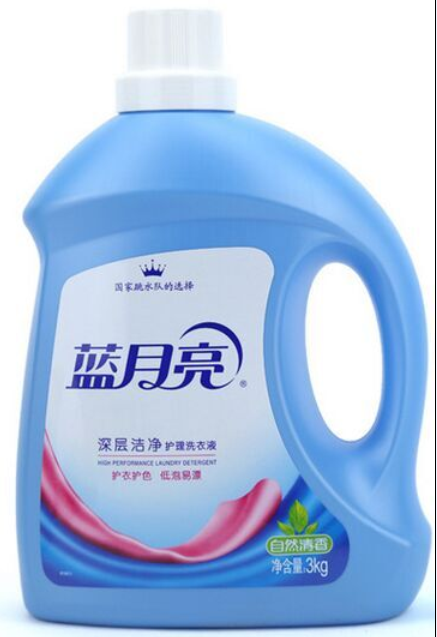 国家跳水队的选择
蓝月亮®
深层洁净护理洗衣液
HIGH PERFORMANCE LAUNDRY DETERGENT
护衣护色 低泡易漂
自然清香
净含量:3kg